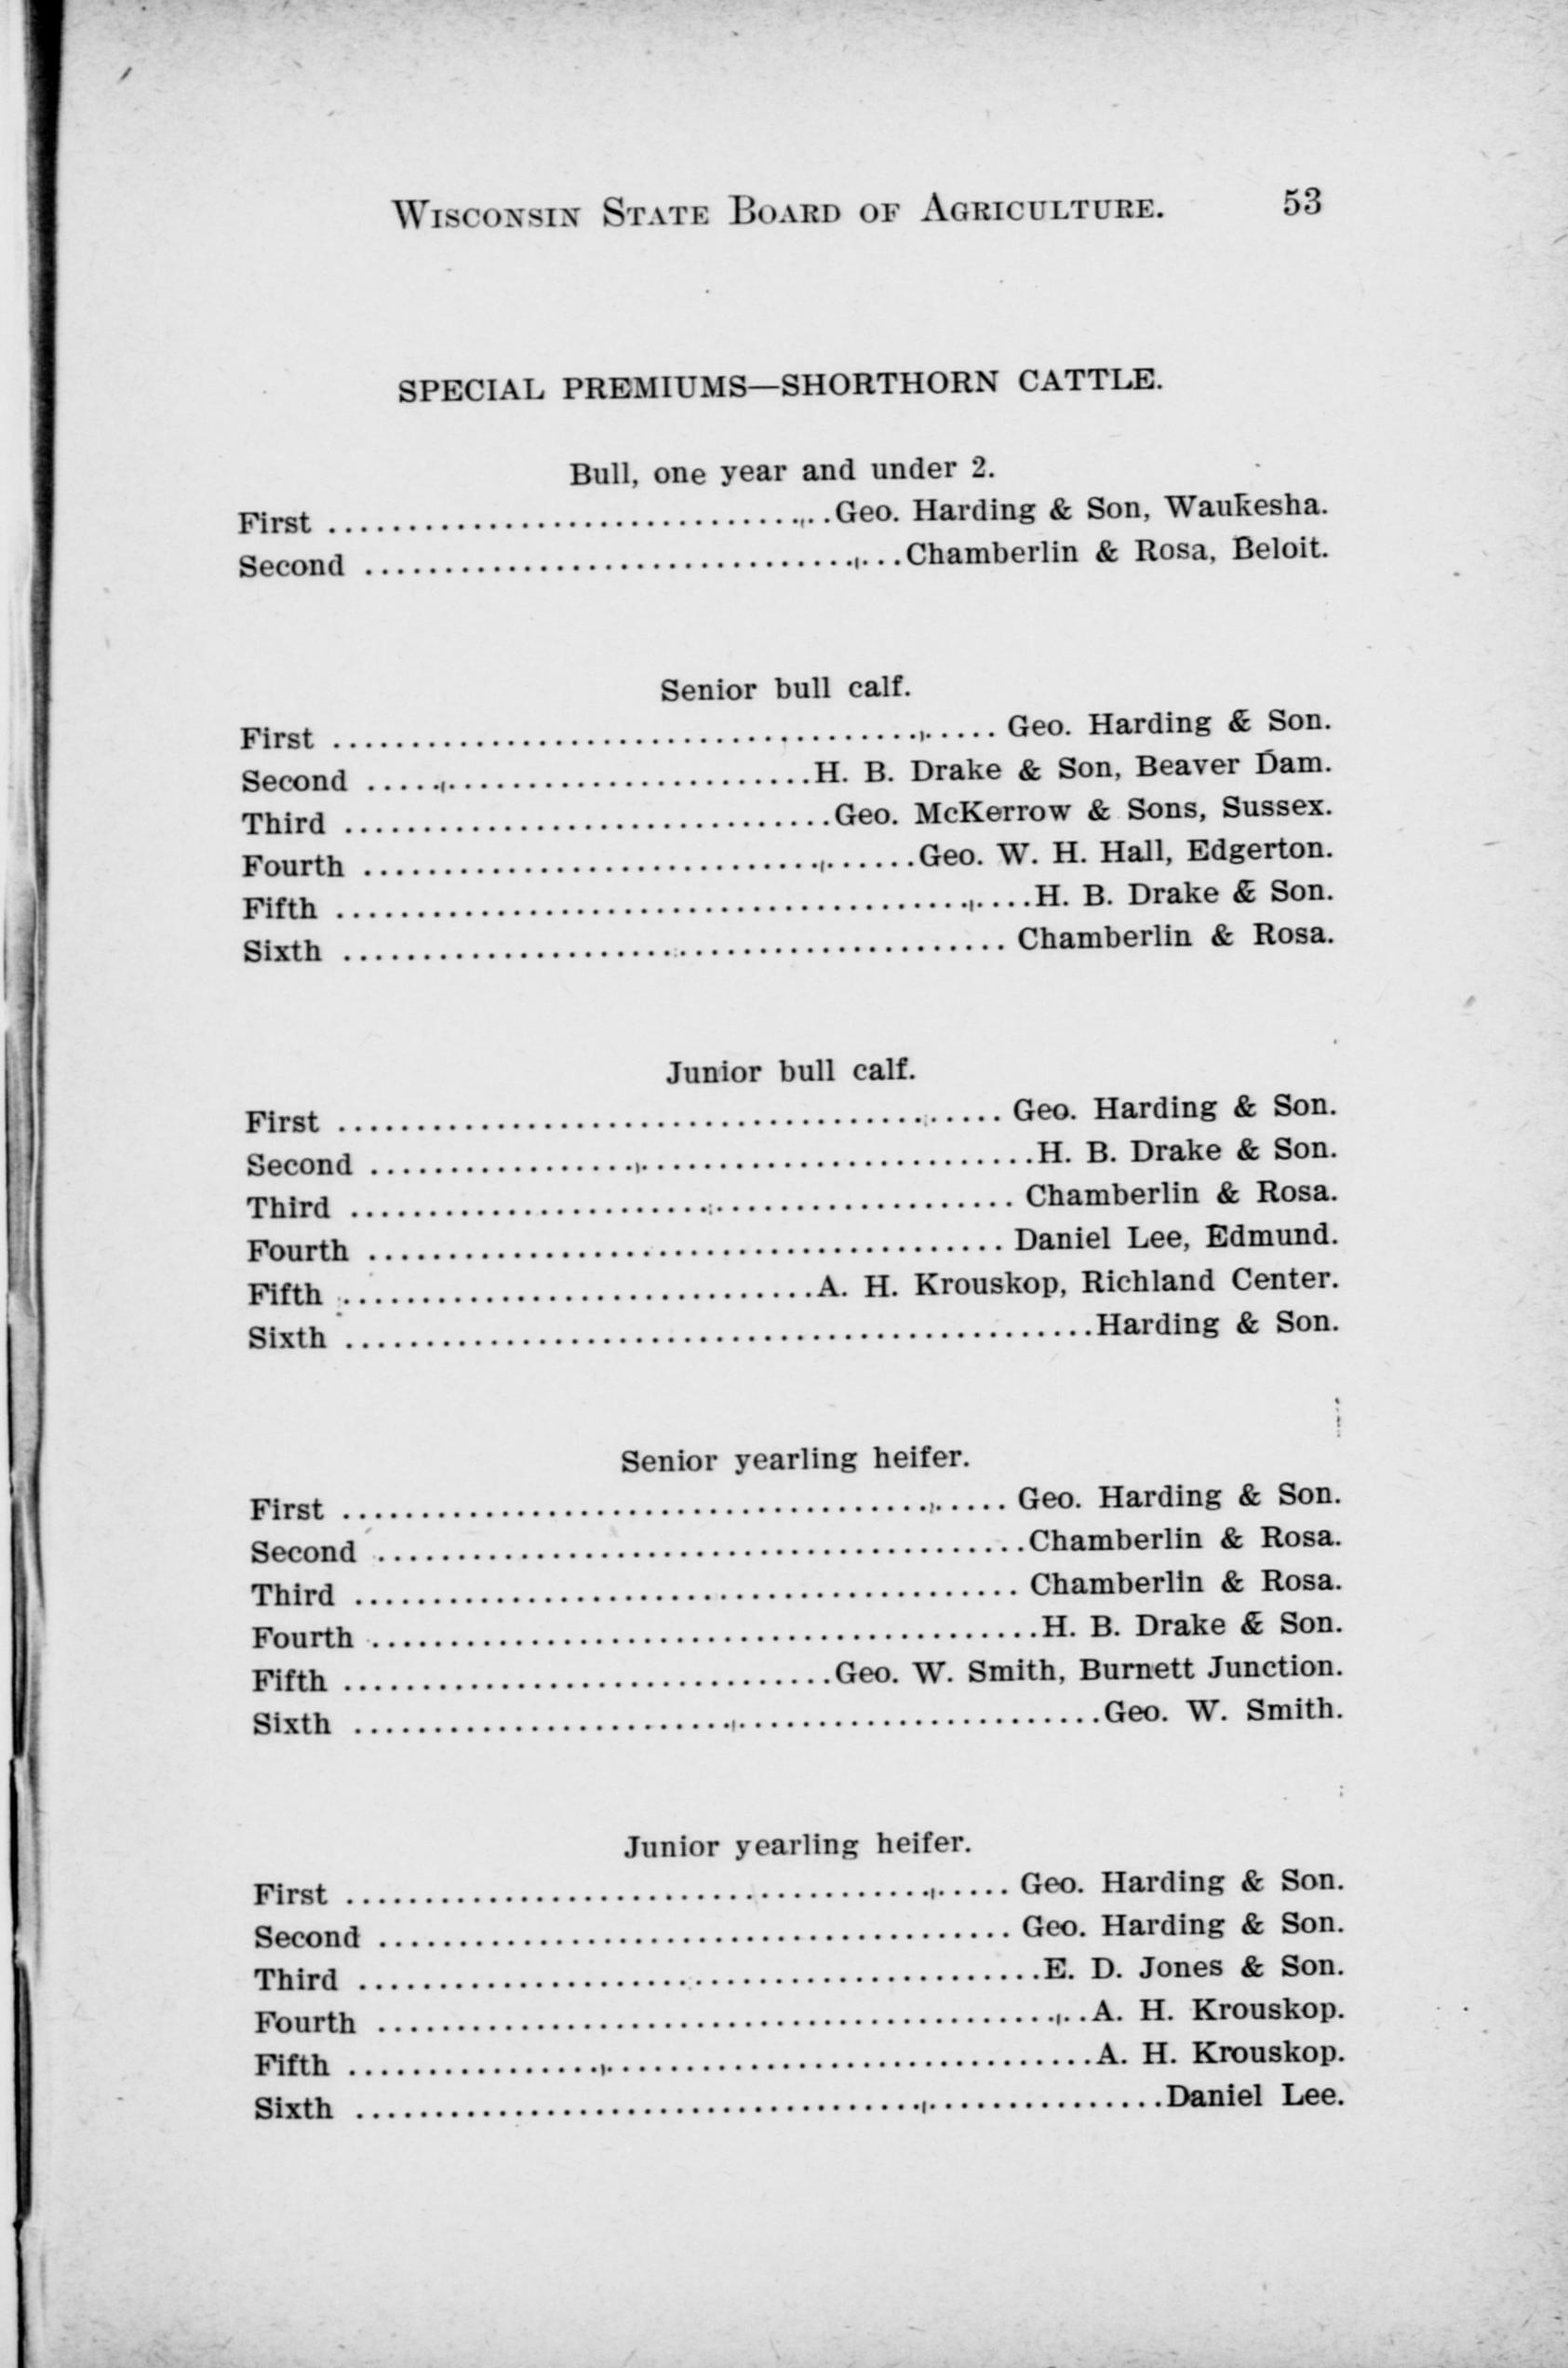 Wisconsin State Board of Agriculture. 53
SPECIAL PREMIUMS—SHORTHORN CATTLE.
Bull, one year and under 2.
First ................................Geo. Harding & Son, Waukesha.
Second ..................................Chamberlin & Rosa, Beloit.
Senior bull calf.
First .......................................... Geo. Harding & Son.
Second ............................H. B. Drake & Son, Beaver Dam.
Third ...............................Geo. McKerrow & Sons, Sussex.
Fourth ...................................Geo. W. H. Hall, Edgerton.
Fifth ............................................H. B. Drake & Son.
Sixth .......................................... Chamberlin & Rosa.
Junior bull calf.
First .......................................... Geo. Harding & Son.
Second ..........................................H. B. Drake & Son.
Third .......................................... Chamberlin & Rosa.
Fourth ........................................ Daniel Lee, Edmund.
Fifth ..............................A. H. Krouskop, Richland Center.
Sixth ...............................................Harding & Son.
Senior yearling heifer.
First .......................................... Geo. Harding & Son.
Second .........................................Chamberlin & Rosa.
Third .......................................... Chamberlin & Rosa.
Fourth ..........................................H. B. Drake & Son.
Fifth ...............................Geo. W. Smith, Burnett Junction.
Sixth ...............................................Geo. W. Smith.
Junior yearling heifer.
First .......................................... Geo. Harding & Son.
Second ........................................ Geo. Harding & Son.
Third ...........................................E. D. Jones & Son.
Fourth .............................................A. H. Krouskop.
Fifth ...............................................A. H. Krouskop.
Sixth ...................................................Daniel Lee.